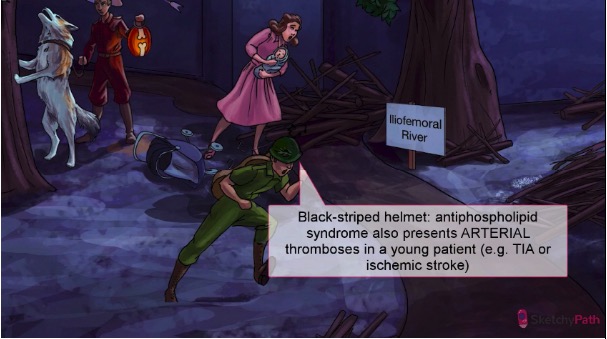 Iliofemoral
River
Black-striped helmet: antiphospholipid
syndrome also presents ARTERIAL
thromboses in a young patient (e.g. TIA or
ischemic stroke)
SketchyPath